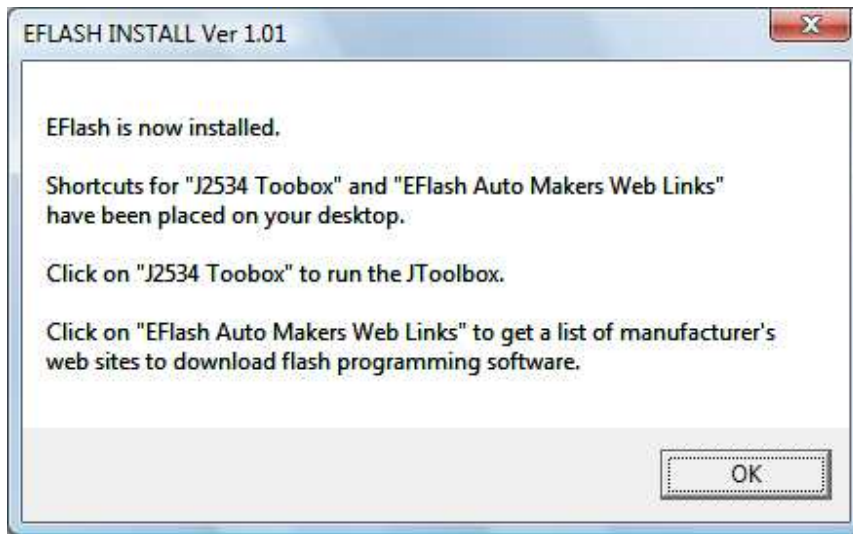 EFLASH INSTALL Ver 1.01
EFlash is now installed.
Shortcuts for "J2534 Toobox" and "EFlash Auto Makers Web Links"
have been placed on your desktop.
Click on "J2534 Toobox" to run the JToolbox.
Click on "EFlash Auto Makers Web Links" to get a list of manufacturer's
web sites to download flash programming software.
OK